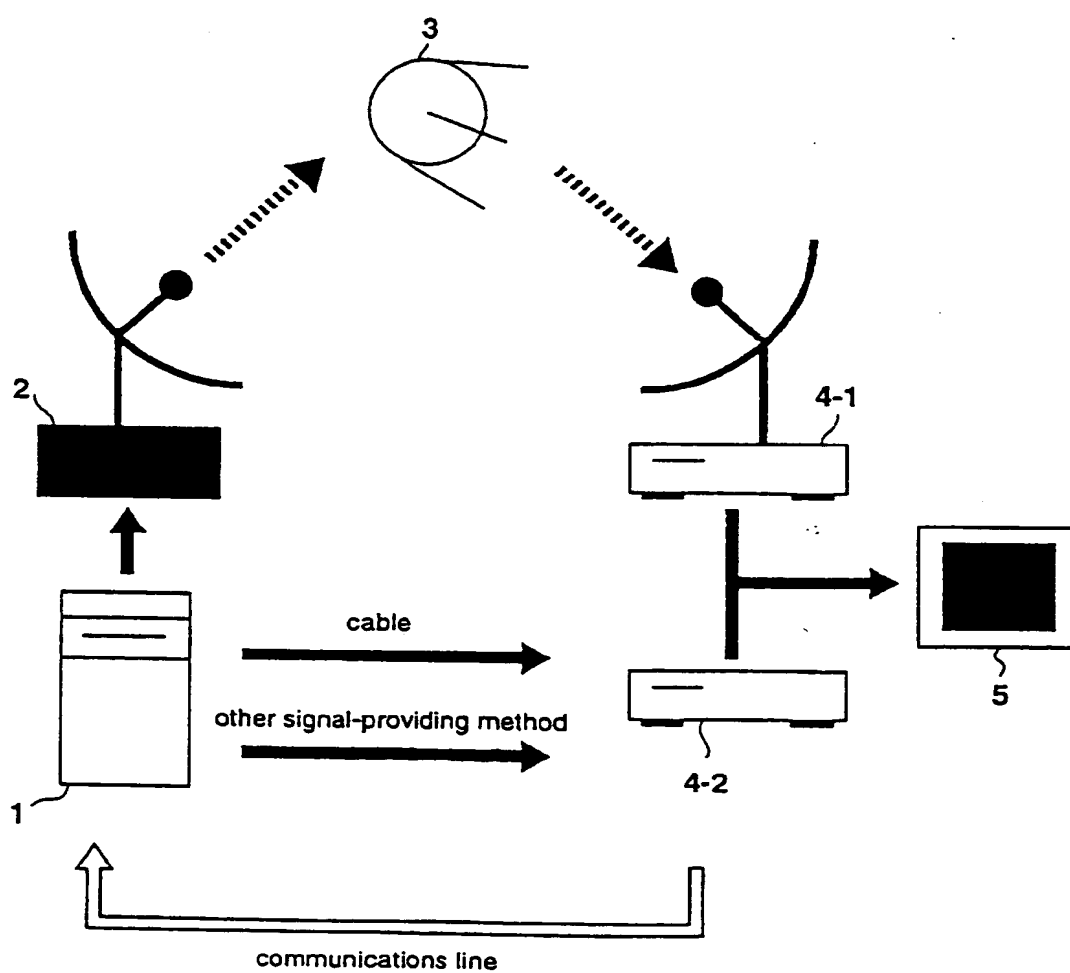 3
2
4-1
cable
5
other signal-providing method
4-2
1
communications line